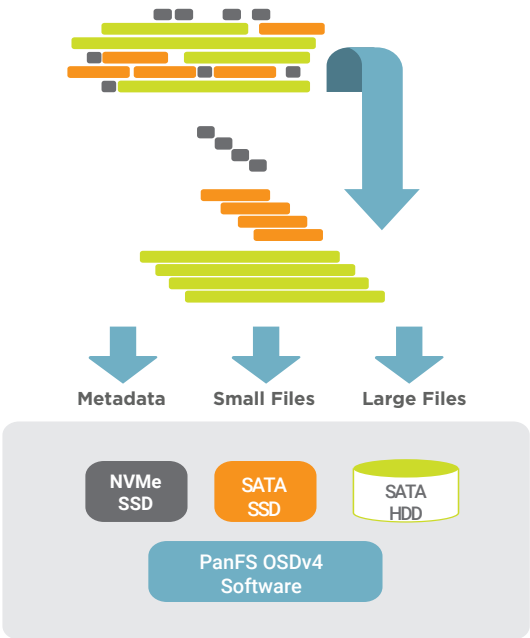 Metadata
Small Files
Large Files
NVMe
SSD
SATA
SSD
SATA
HDD
PanFS OSDv4
Software